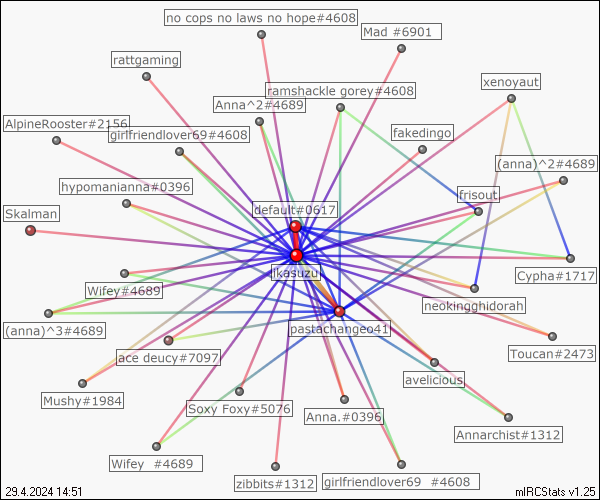 no cops no laws no hope#4608
Mad #6901
rattgaming
xenoyaut
ramshackle gorey#4608
Anna^2#4689
AlpineRooster#2156
girlfriendlover69#4608
fakedingo
(anna)^2#4689
hypomanianna#0396
frisout
default#0617
Skalman
jkasuzu
Cypha#1717
Wifey#4689
neokingghidorah
(anna)^3#4689
pastachangeo41
ace deucy#7097
Toucan#2473
avelicious
Mushy#1984
Soxy Foxy#5076
Anna.#0396
Annarchist#1312
Wifey #4689
zibbits#1312
girlfriendlover69 #4608
29.4.2024 14:51
mIRCStats v1.25